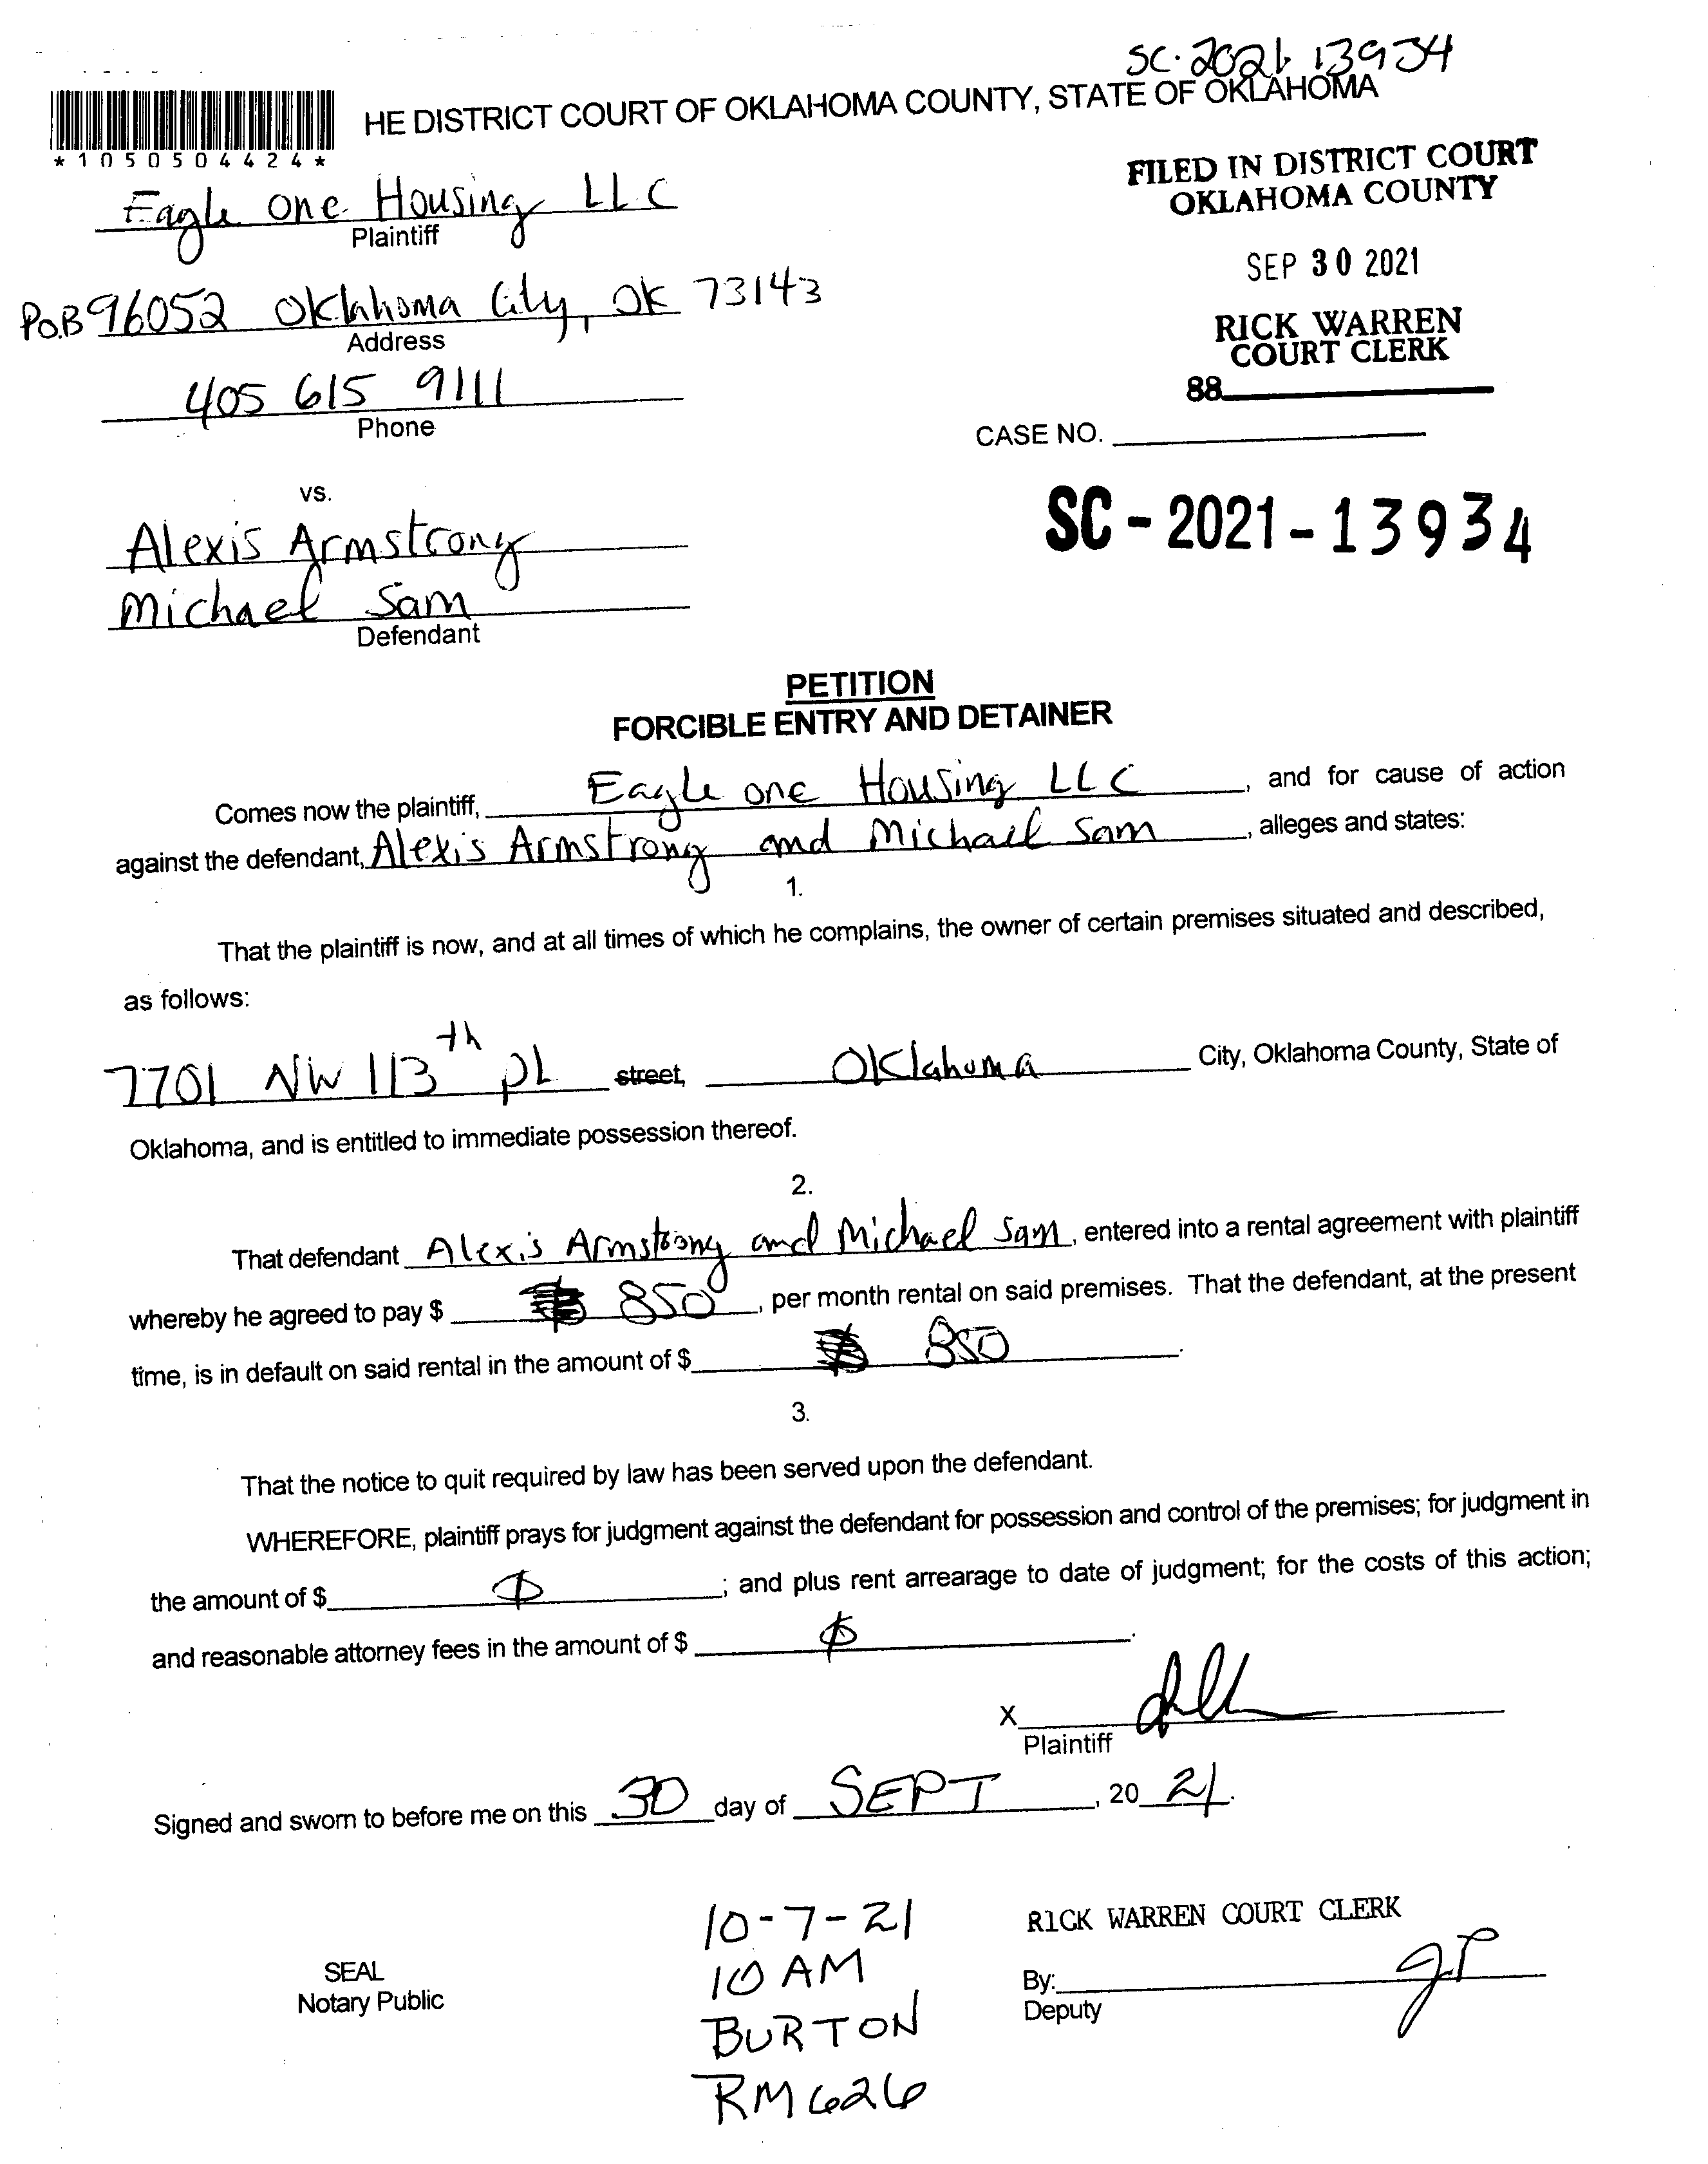 SC-2021-13934
HE DISTRICT COURT OF OKLAHOMA COUNTY, STATE OF OKLAHOMA
*1050504424*
FILED IN DISTRICT COURT
OKLAHOMA COUNTY
Eagle one Housing LLC
Plaintiff
SEP 30 2021
P.O.B 96052 Oklahoma City, OK 73143
Address
RICK WARREN
COURT CLERK
405 615 9111
Phone
88
CASE NO.
vs.
SC-2021-13934
Alexis Armstrong
Michael Sam
Defendant
PETITION
FORCIBLE ENTRY AND DETAINER
Comes now the plaintiff, Eagle one Housing LLC, and for cause of action
against the defendant, Alexis Armstrong and Michael Sam, alleges and states:
1.
That the plaintiff is now, and at all times of which he complains, the owner of certain premises situated and described,
as follows:
7701 NW 113th PL street, Oklahoma City, Oklahoma County, State of
Oklahoma, and is entitled to immediate possession thereof.
2.
That defendant Alexis Armstrong and Michael Sam, entered into a rental agreement with plaintiff
whereby he agreed to pay $ 850, per month rental on said premises. That the defendant, at the present
time, is in default on said rental in the amount of $ 850.
3.
That the notice to quit required by law has been served upon the defendant.
WHEREFORE, plaintiff prays for judgment against the defendant for possession and control of the premises; for judgment in
the amount of $ ; and plus rent arrearage to date of judgment; for the costs of this action;
and reasonable attorney fees in the amount of $ .
X
Plaintiff
Signed and sworn to before me on this 30 day of SEPT, 20 21.
10-7-21
10 AM
BURTON
RM 626
RICK WARREN COURT CLERK
SEAL
Notary Public
By:
Deputy